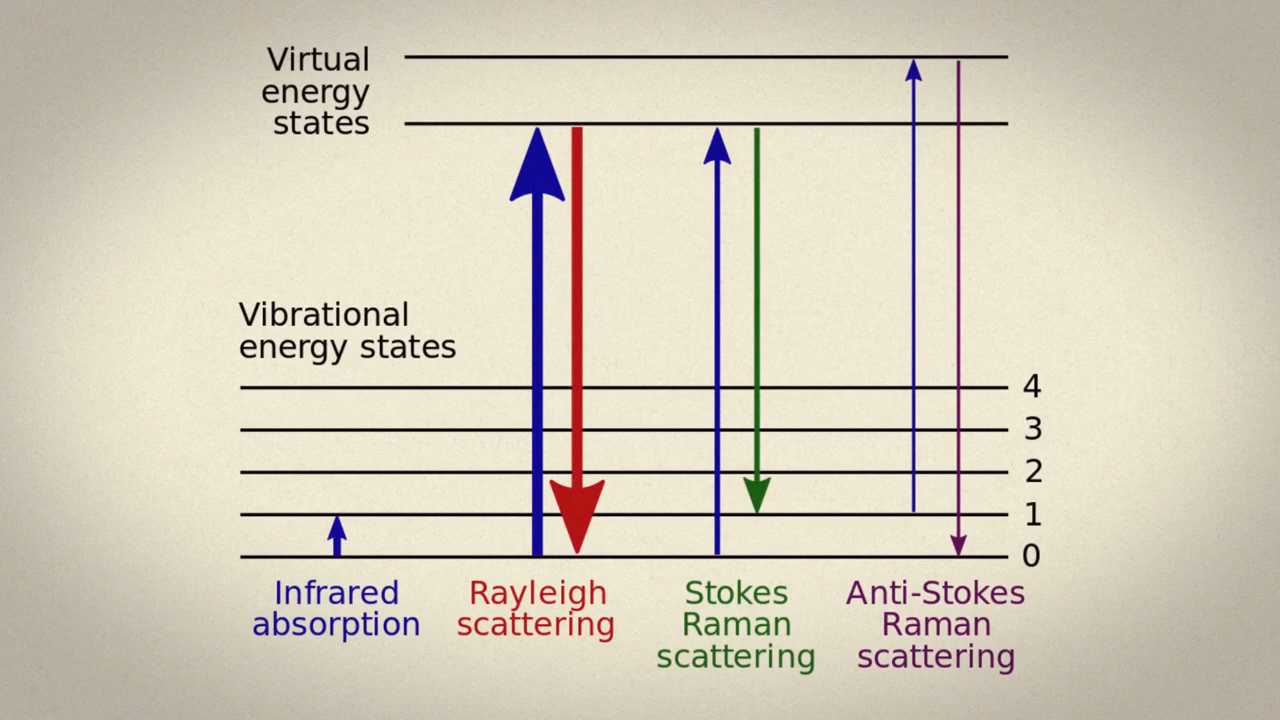 Virtual
energy
states
Vibrational
energy states
4
3
2
1
0
Infrared
absorption
Rayleigh
scattering
Stokes
Raman
scattering
Anti-Stokes
Raman
scattering